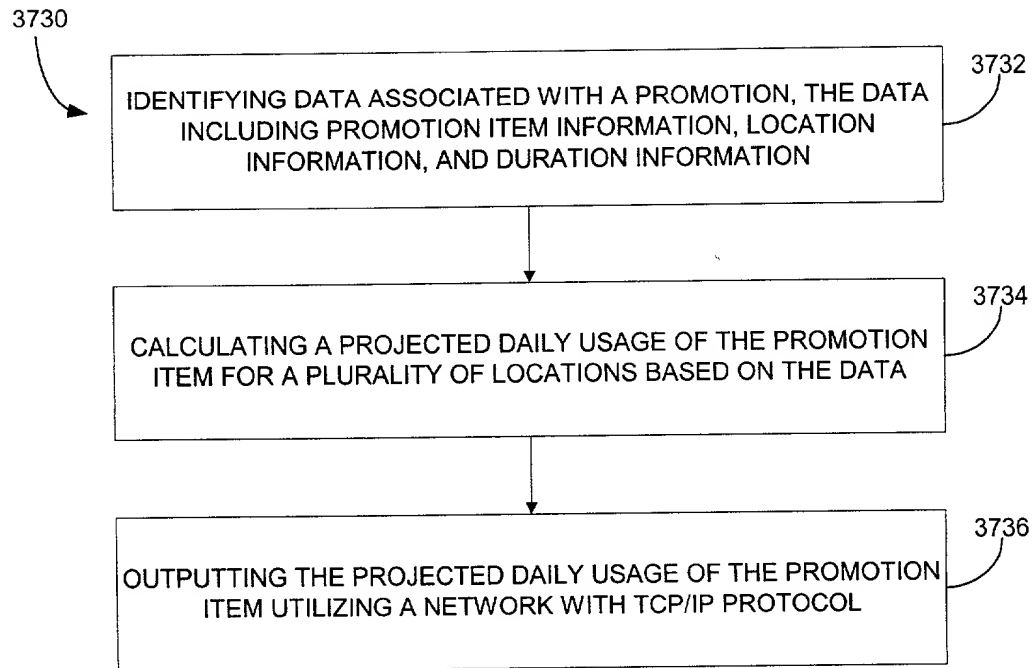 3730
3732
IDENTIFYING DATA ASSOCIATED WITH A PROMOTION, THE DATA
INCLUDING PROMOTION ITEM INFORMATION, LOCATION
INFORMATION, AND DURATION INFORMATION
3734
CALCULATING A PROJECTED DAILY USAGE OF THE PROMOTION
ITEM FOR A PLURALITY OF LOCATIONS BASED ON THE DATA
3736
OUTPUTTING THE PROJECTED DAILY USAGE OF THE PROMOTION
ITEM UTILIZING A NETWORK WITH TCP/IP PROTOCOL